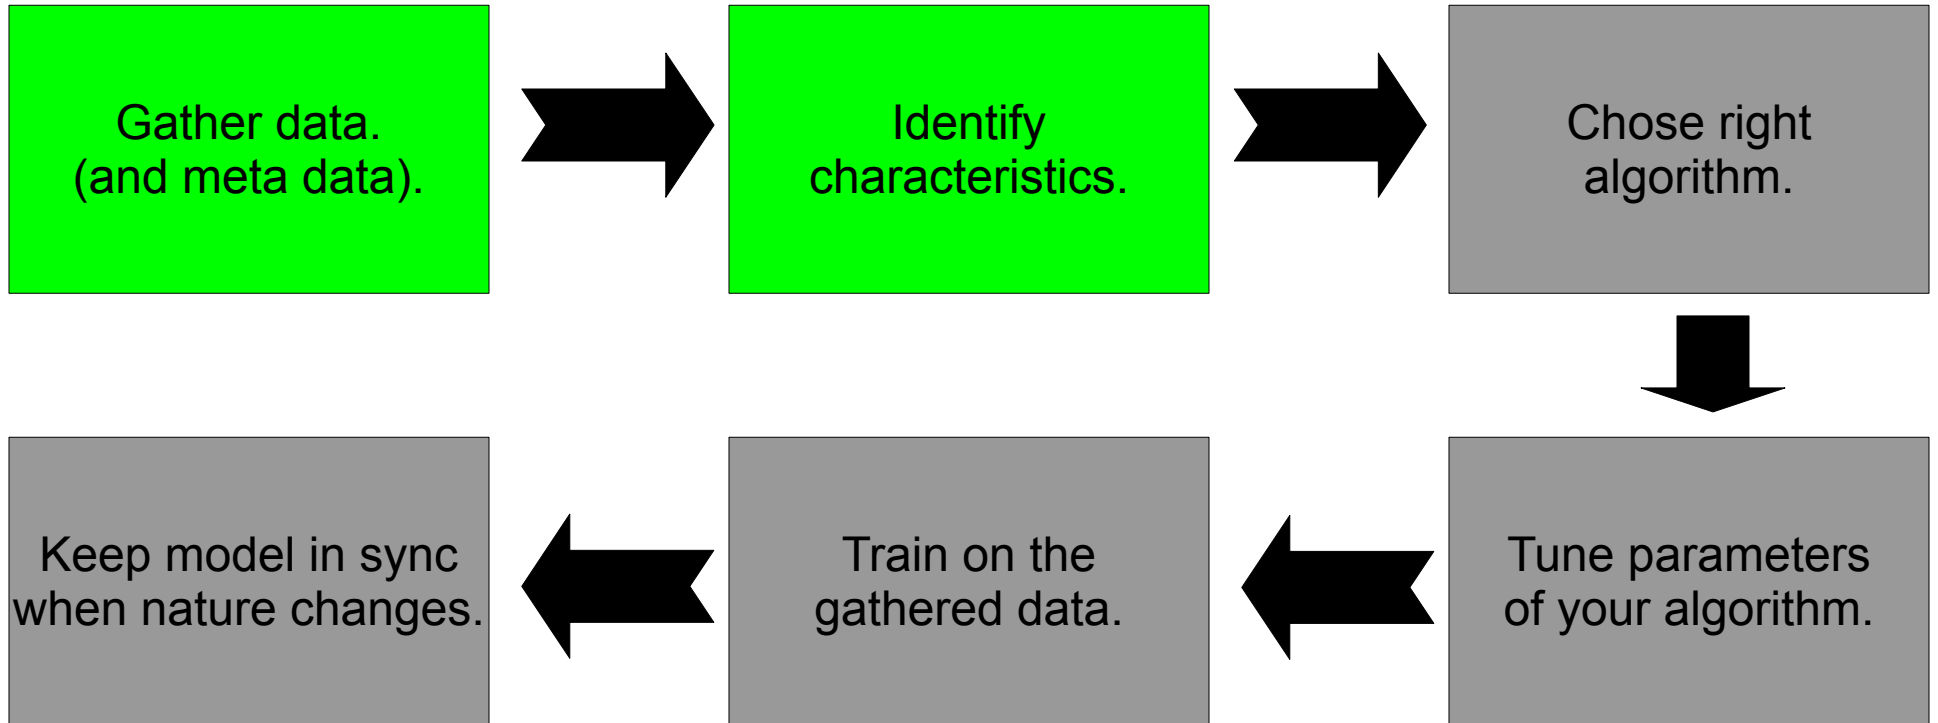 Gather data.
(and meta data).
Identify
characteristics.
Chose right
algorithm.
Tune parameters
of your algorithm.
Train on the
gathered data.
Keep model in sync
when nature changes.